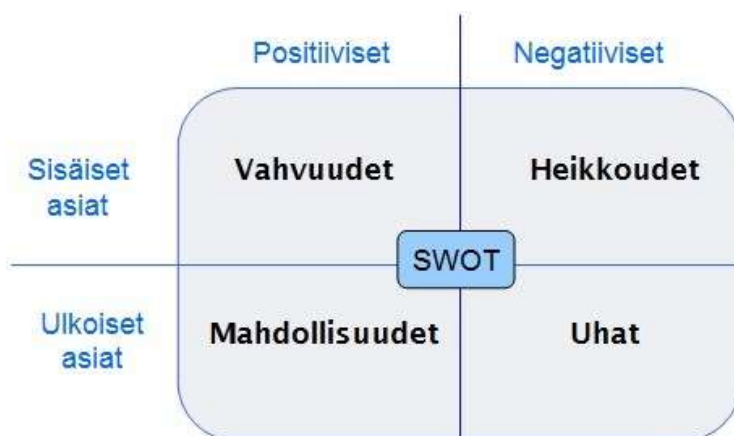 Positiiviset
Negatiiviset
Sisäiset
asiat
Vahvuudet
Heikkoudet
SWOT
Ulkoiset
asiat
Mahdollisuudet
Uhat